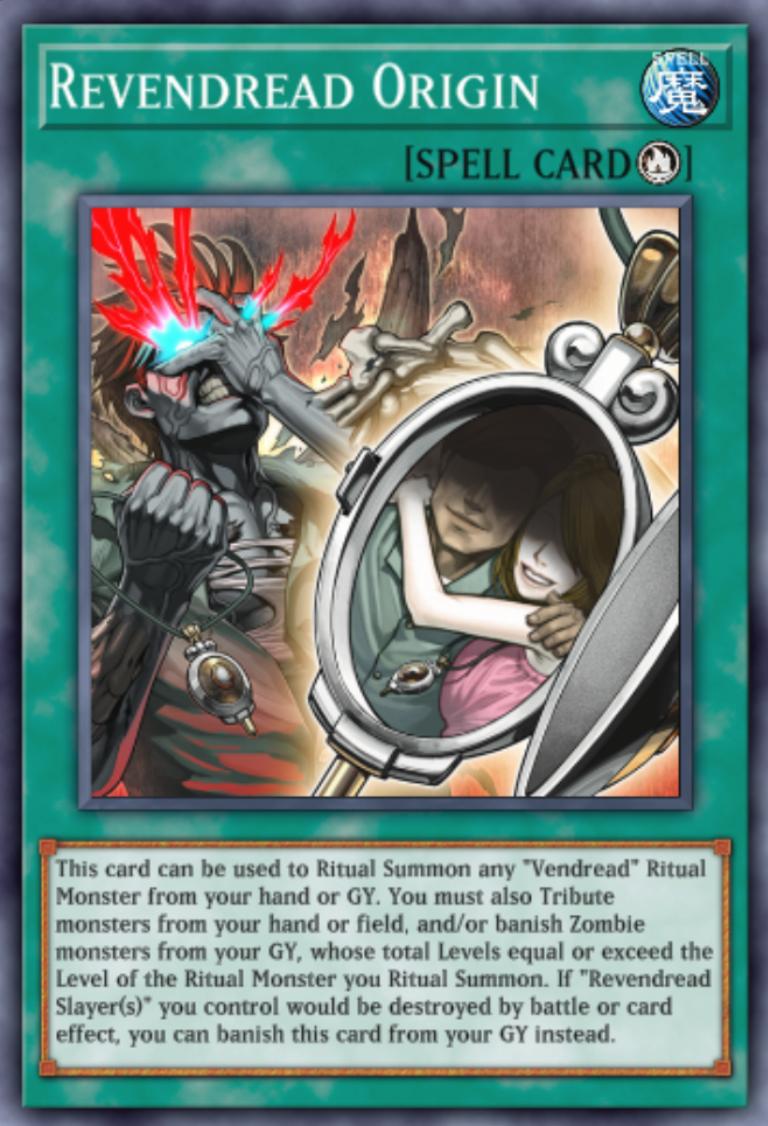 Revendread Origin
SPELL
魔
[SPELL CARD]
This card can be used to Ritual Summon any "Vendread" Ritual
Monster from your hand or GY. You must also Tribute
monsters from your hand or field, and/or banish Zombie
monsters from your GY, whose total Levels equal or exceed the
Level of the Ritual Monster you Ritual Summon. If "Revendread
Slayer(s)" you control would be destroyed by battle or card
effect, you can banish this card from your GY instead.